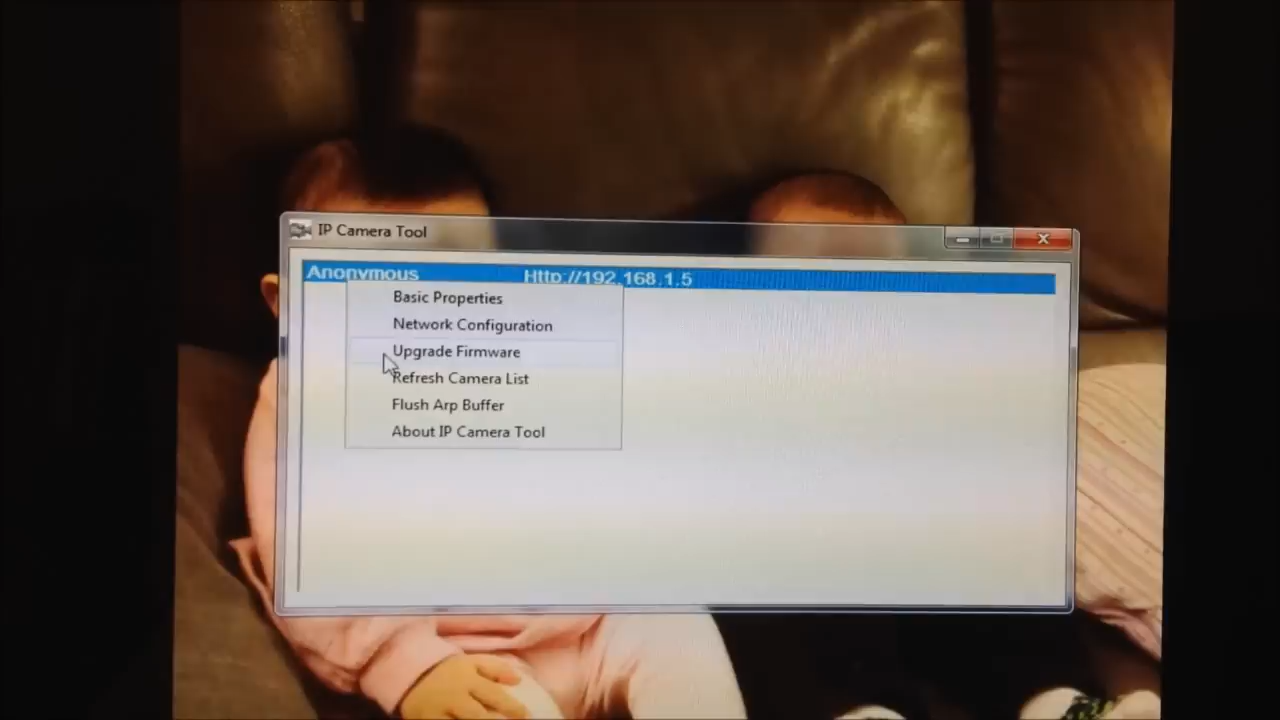 IP Camera Tool
Anonymous Http://192.168.1.5
Basic Properties
Network Configuration
Upgrade Firmware
Refresh Camera List
Flush Arp Buffer
About IP Camera Tool